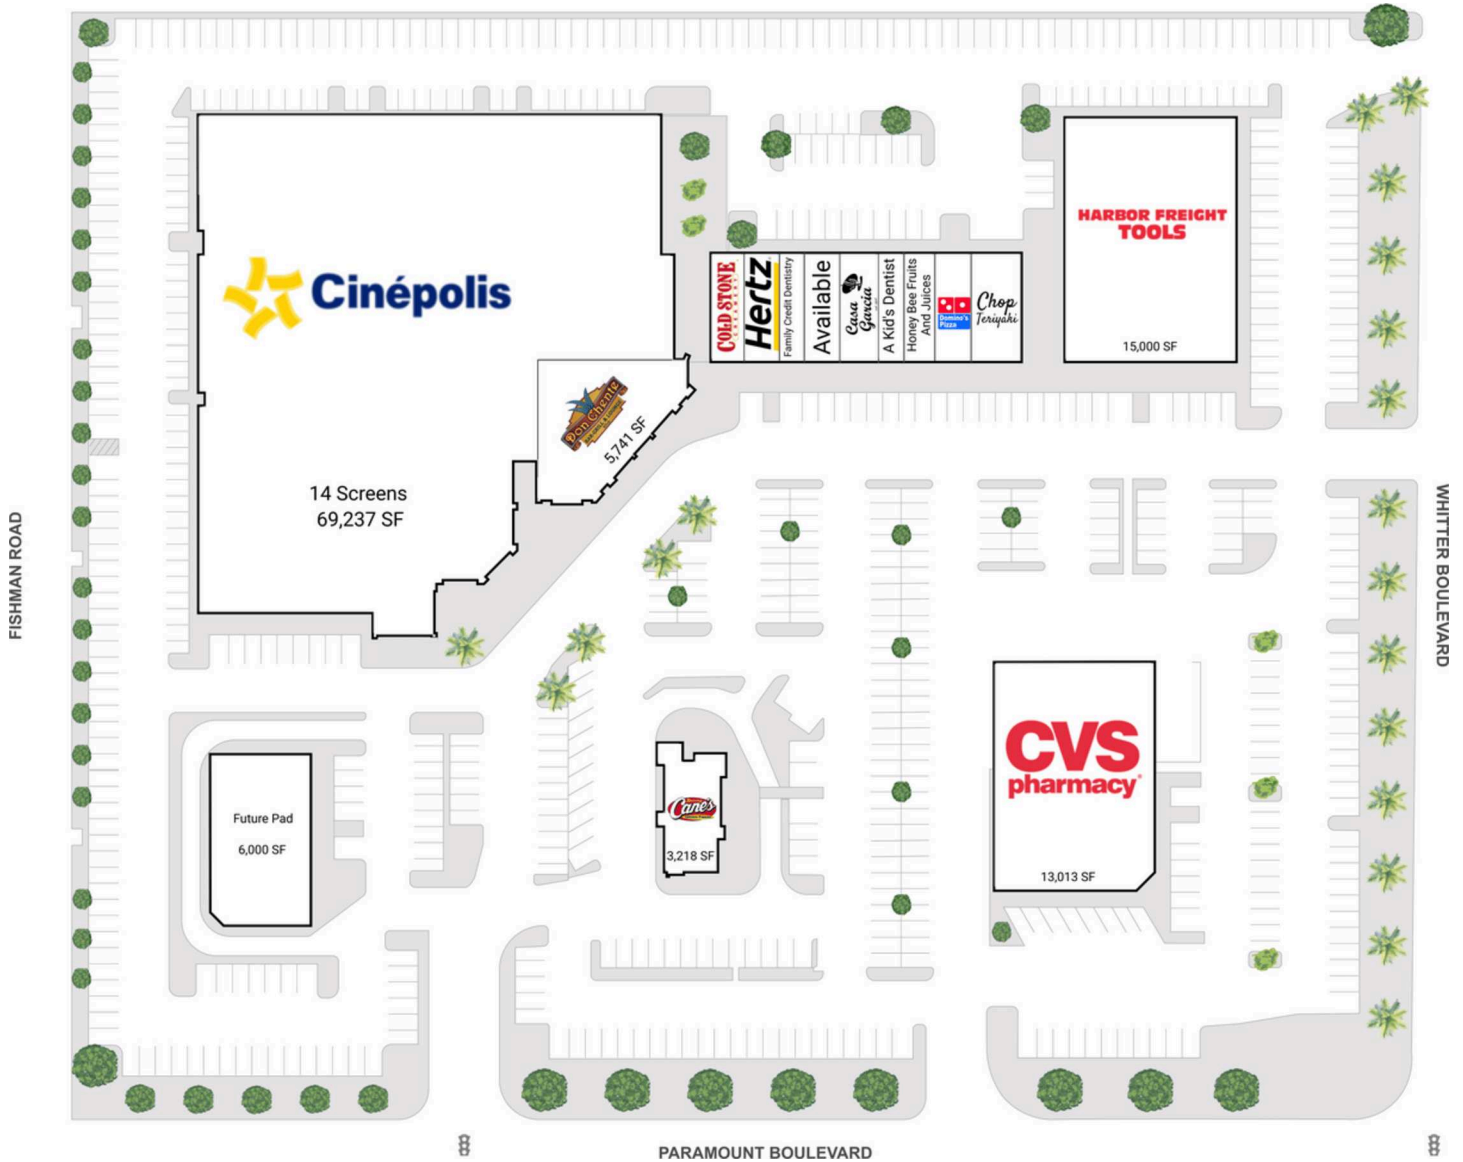 Cinépolis
14 Screens
69,237 SF
Don Chente
BAR & GRILL
5,741 SF
COLD STONE
CREAMERY
Hertz
Family Credit Dentistry
Available
Casa
Garcia
A Kid's Dentist
Honey Bee Fruits
And Juices
Domino's
Pizza
Chop
Teriyaki
HARBOR FREIGHT
TOOLS
15,000 SF
FISHMAN ROAD
WHITTER BOULEVARD
Future Pad
6,000 SF
Cane's
3,218 SF
CVS
pharmacy
13,013 SF
PARAMOUNT BOULEVARD